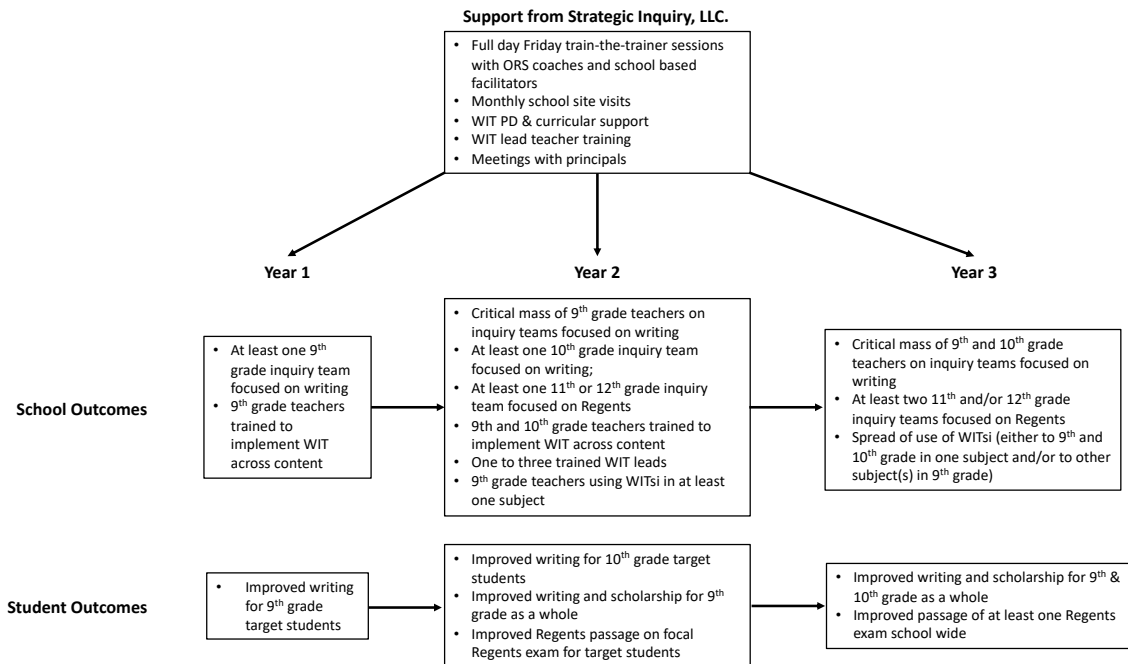 Support from Strategic Inquiry, LLC.
• Full day Friday train-the-trainer sessions
with ORS coaches and school based
facilitators
• Monthly school site visits
• WIT PD & curricular support
• WIT lead teacher training
• Meetings with principals
Year 1
Year 2
Year 3
School Outcomes
• At least one 9th
grade inquiry team
focused on writing
• 9th grade teachers
trained to
implement WIT
across content
• Critical mass of 9th grade teachers on
inquiry teams focused on writing
• At least one 10th grade inquiry team
focused on writing;
• At least one 11th or 12th grade inquiry
team focused on Regents
• 9th and 10th grade teachers trained to
implement WIT across content
• One to three trained WIT leads
• 9th grade teachers using WITsi in at least
one subject
• Critical mass of 9th and 10th grade
teachers on inquiry teams focused on
writing
• At least two 11th and/or 12th grade
inquiry teams focused on Regents
• Spread of use of WITsi (either to 9th and
10th grade in one subject and/or to other
subject(s) in 9th grade)
Student Outcomes
• Improved writing
for 9th grade
target students
• Improved writing for 10th grade target
students
• Improved writing and scholarship for 9th
grade as a whole
• Improved Regents passage on focal
Regents exam for target students
• Improved writing and scholarship for 9th &
10th grade as a whole
• Improved passage of at least one Regents
exam school wide